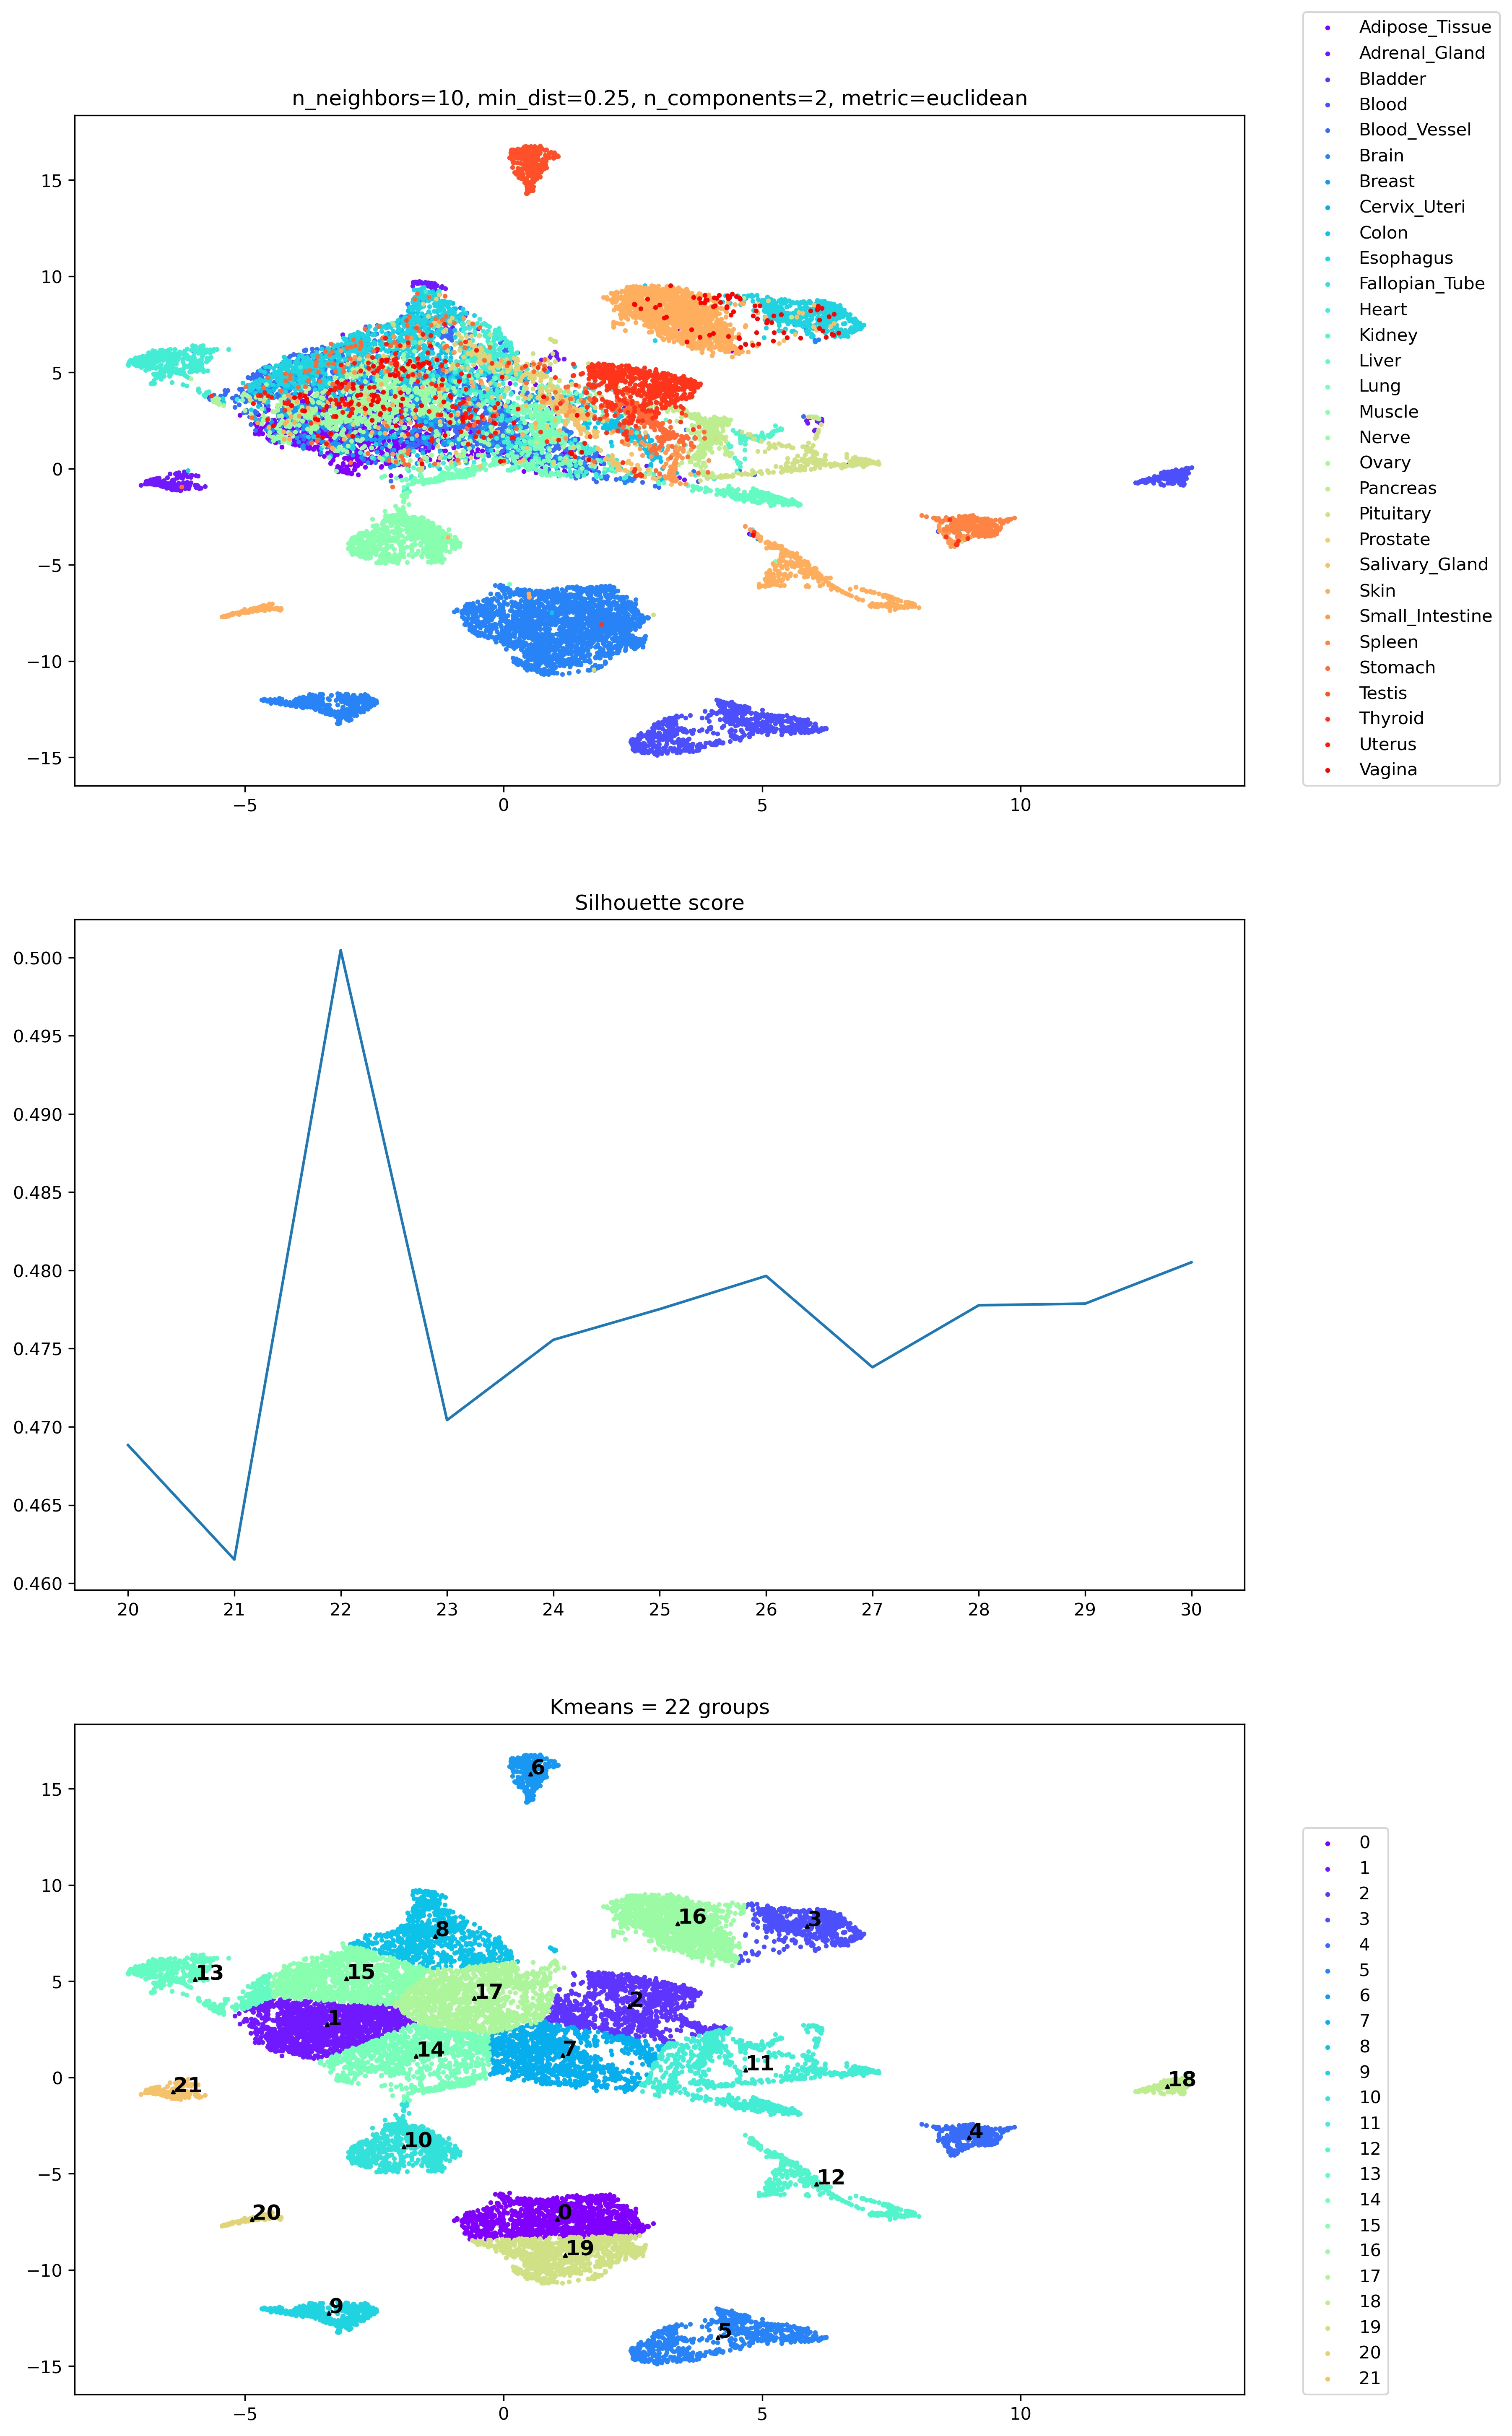 n_neighbors=10, min_dist=0.25, n_components=2, metric=euclidean
15
10
5
0
−5
−10
−15
−5
0
5
10
Adipose_Tissue
Adrenal_Gland
Bladder
Blood
Blood_Vessel
Brain
Breast
Cervix_Uteri
Colon
Esophagus
Fallopian_Tube
Heart
Kidney
Liver
Lung
Muscle
Nerve
Ovary
Pancreas
Pituitary
Prostate
Salivary_Gland
Skin
Small_Intestine
Spleen
Stomach
Testis
Thyroid
Uterus
Vagina
Silhouette score
0.500
0.495
0.490
0.485
0.480
0.475
0.470
0.465
0.460
20
21
22
23
24
25
26
27
28
29
30
Kmeans = 22 groups
15
10
5
0
−5
−10
−15
−5
0
5
10
6
8
16
3
13
15
17
2
1
14
7
11
21
18
10
4
12
20
0
19
9
5
0
1
2
3
4
5
6
7
8
9
10
11
12
13
14
15
16
17
18
19
20
21